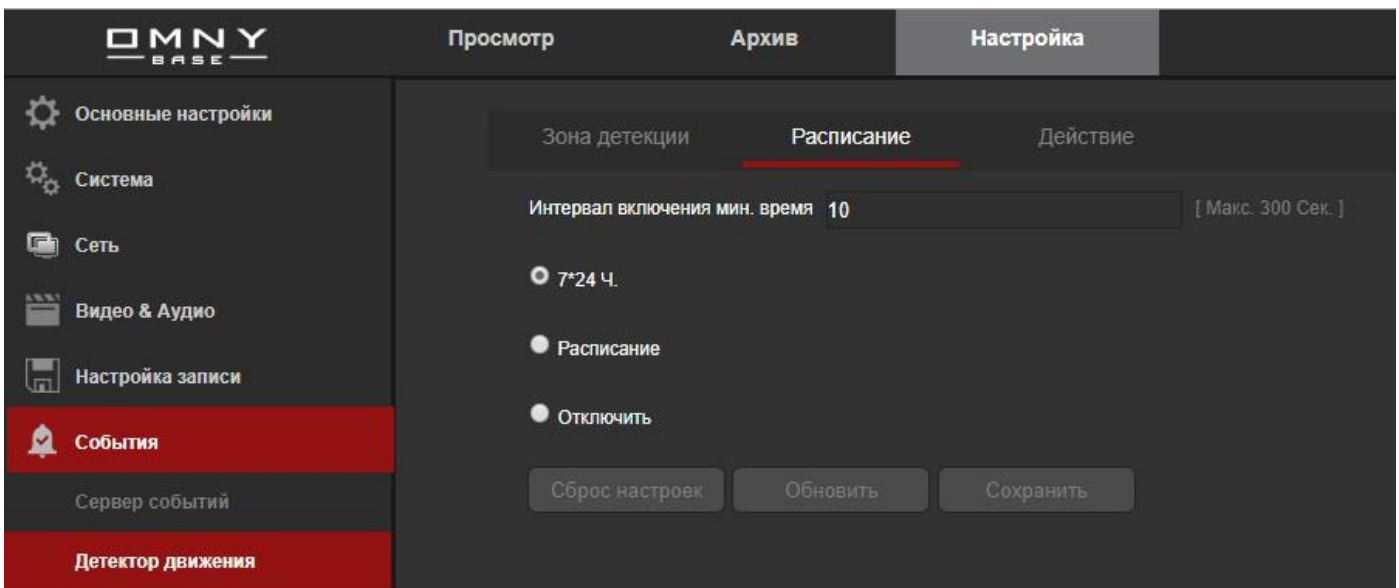 OMNY
BASE
Просмотр
Архив
Настройка
Основные настройки
Система
Сеть
Видео & Аудио
Настройка записи
События
Сервер событий
Детектор движения
Зона детекции
Расписание
Действие
Интервал включения мин. время 10 [ Макс. 300 Сек. ]
7*24 Ч.
Расписание
Отключить
Сброс настроек
Обновить
Сохранить